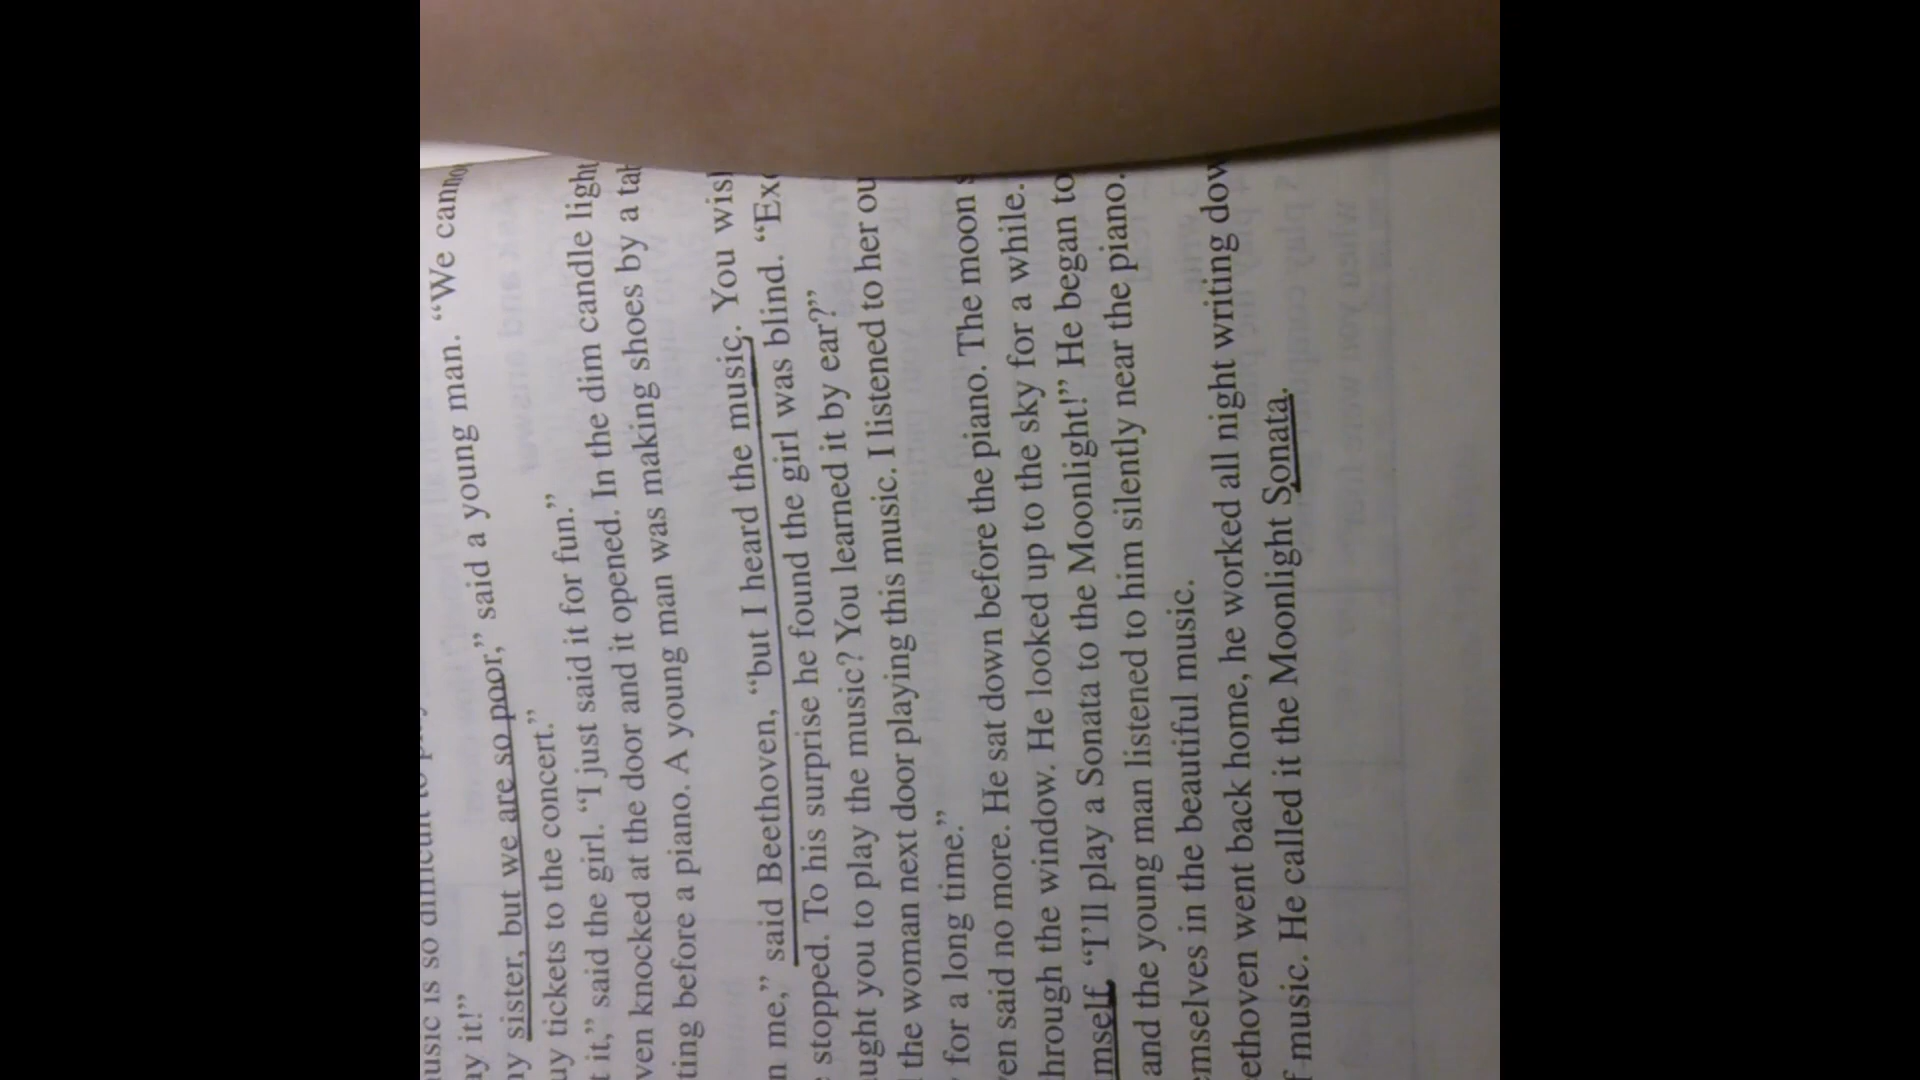 music is so difficult to
ay it!"
my sister, but we are so poor," said a young man. "We cannot
uy tickets to the concert."
t it," said the girl. "I just said it for fun."
ven knocked at the door and it opened. In the dim candle light
ting before a piano. A young man was making shoes by a tab
n me," said Beethoven, "but I heard the music. You wish
e stopped. To his surprise he found the girl was blind. "Exc
ught you to play the music? You learned it by ear?"
the woman next door playing this music. I listened to her ou
for a long time."
en said no more. He sat down before the piano. The moon s
hrough the window. He looked up to the sky for a while.
mself "I'll play a Sonata to the Moonlight!" He began to
and the young man listened to him silently near the piano.
emselves in the beautiful music.
ethoven went back home, he worked all night writing dow
f music. He called it the Moonlight Sonata.